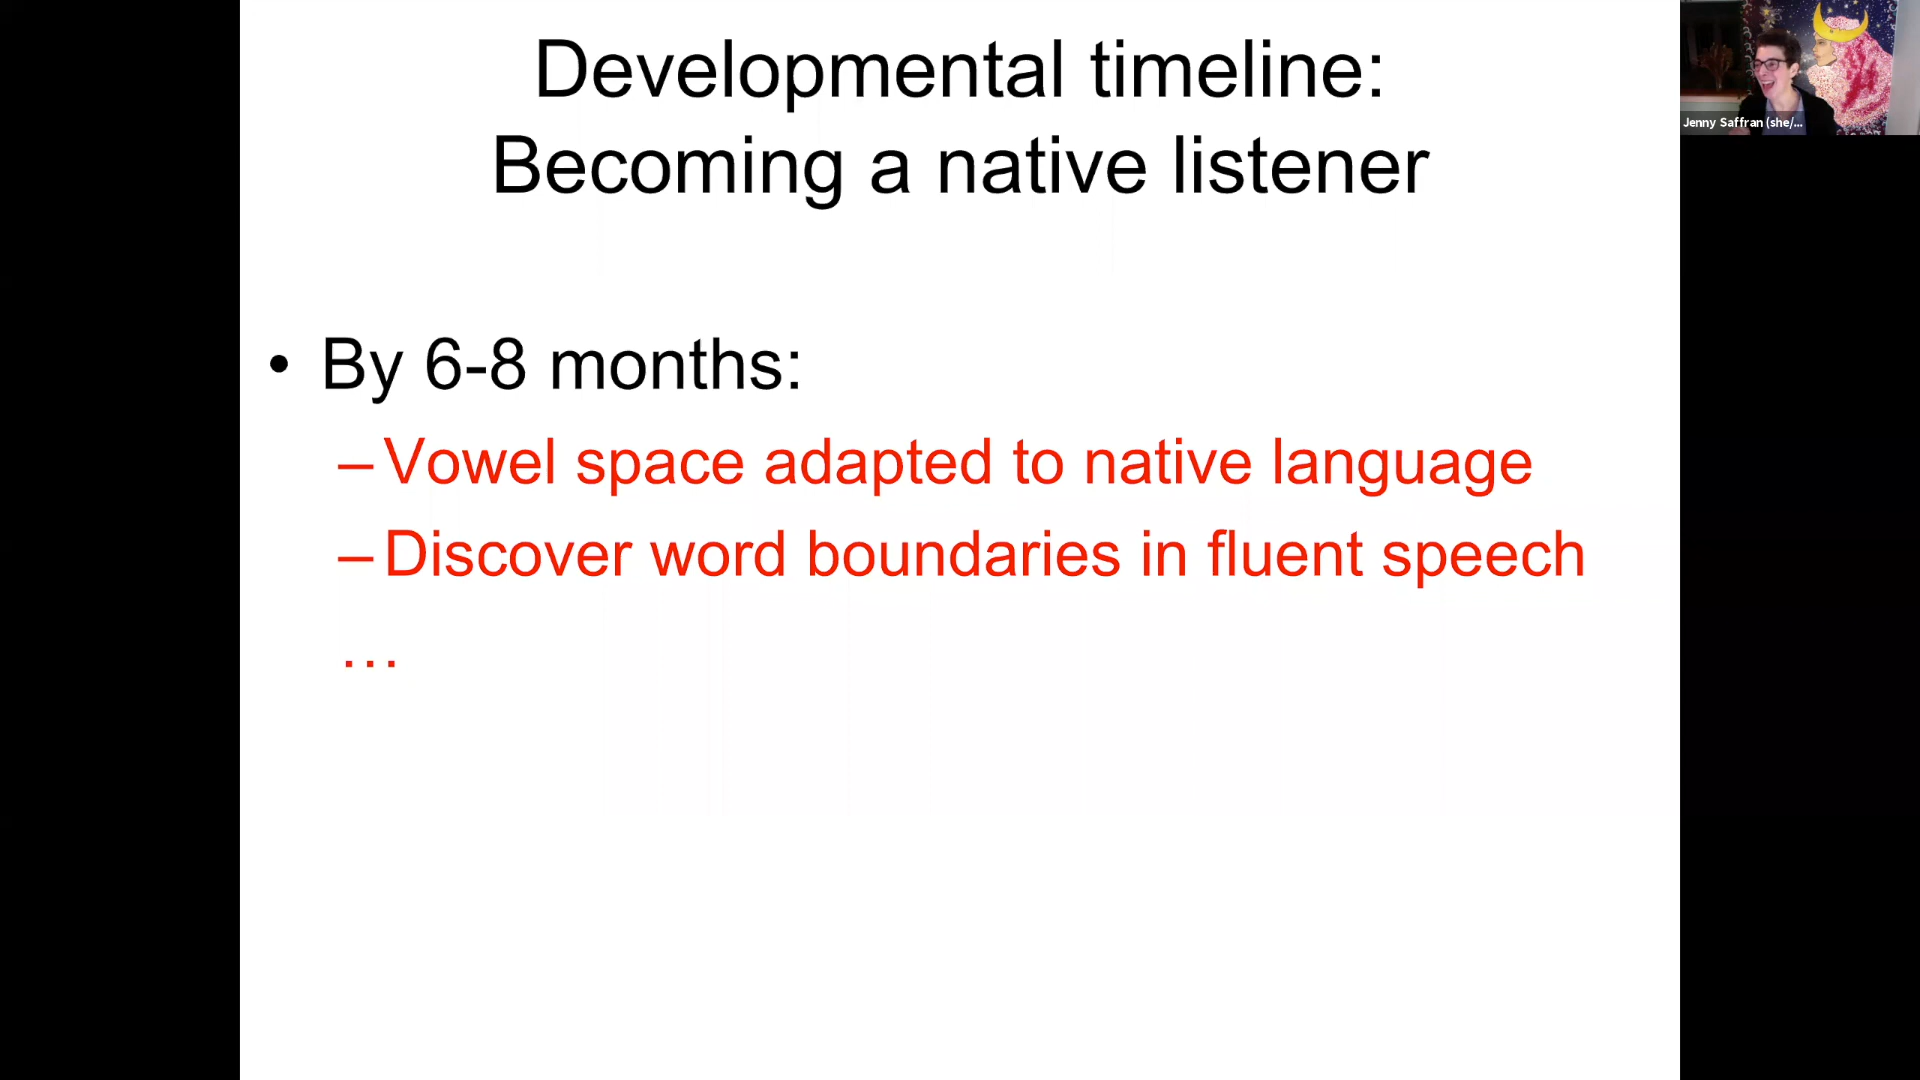 Developmental timeline:
Becoming a native listener
• By 6-8 months:
– Vowel space adapted to native language
– Discover word boundaries in fluent speech
…
Jenny Saffran (she/...